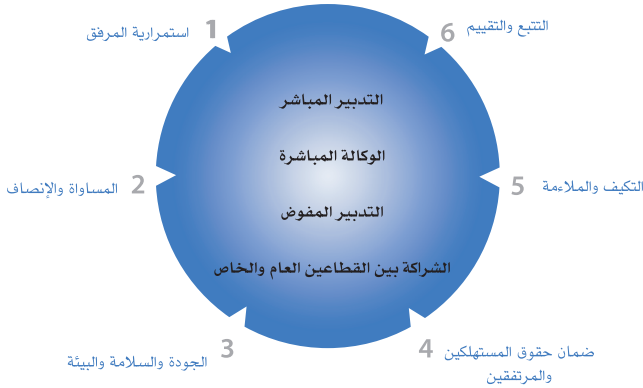 1 استمرارية المرفق
2 المساواة والإنصاف
3 الجودة والسلامة والبيئة
4 ضمان حقوق المستهلكين
والمرتفقين
5 التكيف والملاءمة
6 التتبع والتقييم
التدبير المباشر
الوكالة المباشرة
التدبير المفوض
الشراكة بين القطاعين العام والخاص